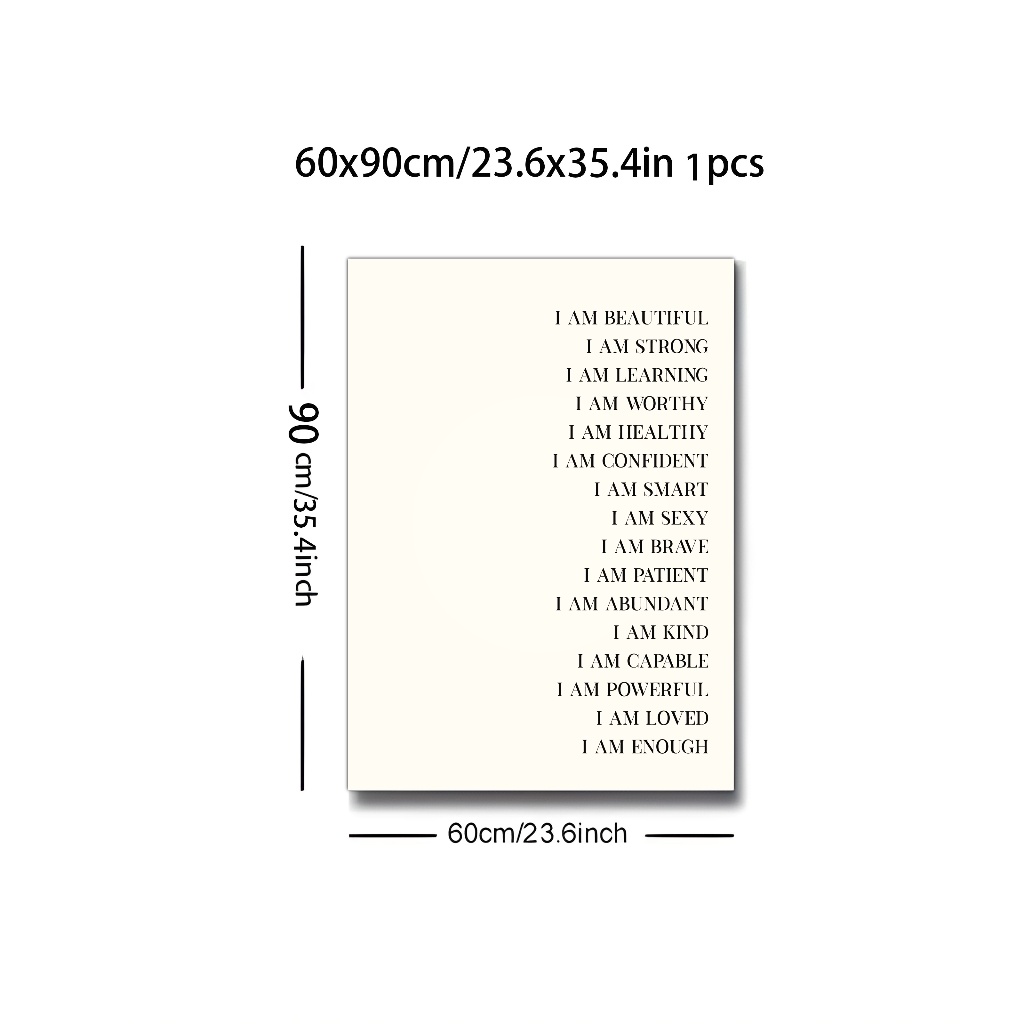 60x90cm/23.6x35.4in 1pcs
90 cm/35.4inch
I AM BEAUTIFUL
I AM STRONG
I AM LEARNING
I AM WORTHY
I AM HEALTHY
I AM CONFIDENT
I AM SMART
I AM SEXY
I AM BRAVE
I AM PATIENT
I AM ABUNDANT
I AM KIND
I AM CAPABLE
I AM POWERFUL
I AM LOVED
I AM ENOUGH
60cm/23.6inch